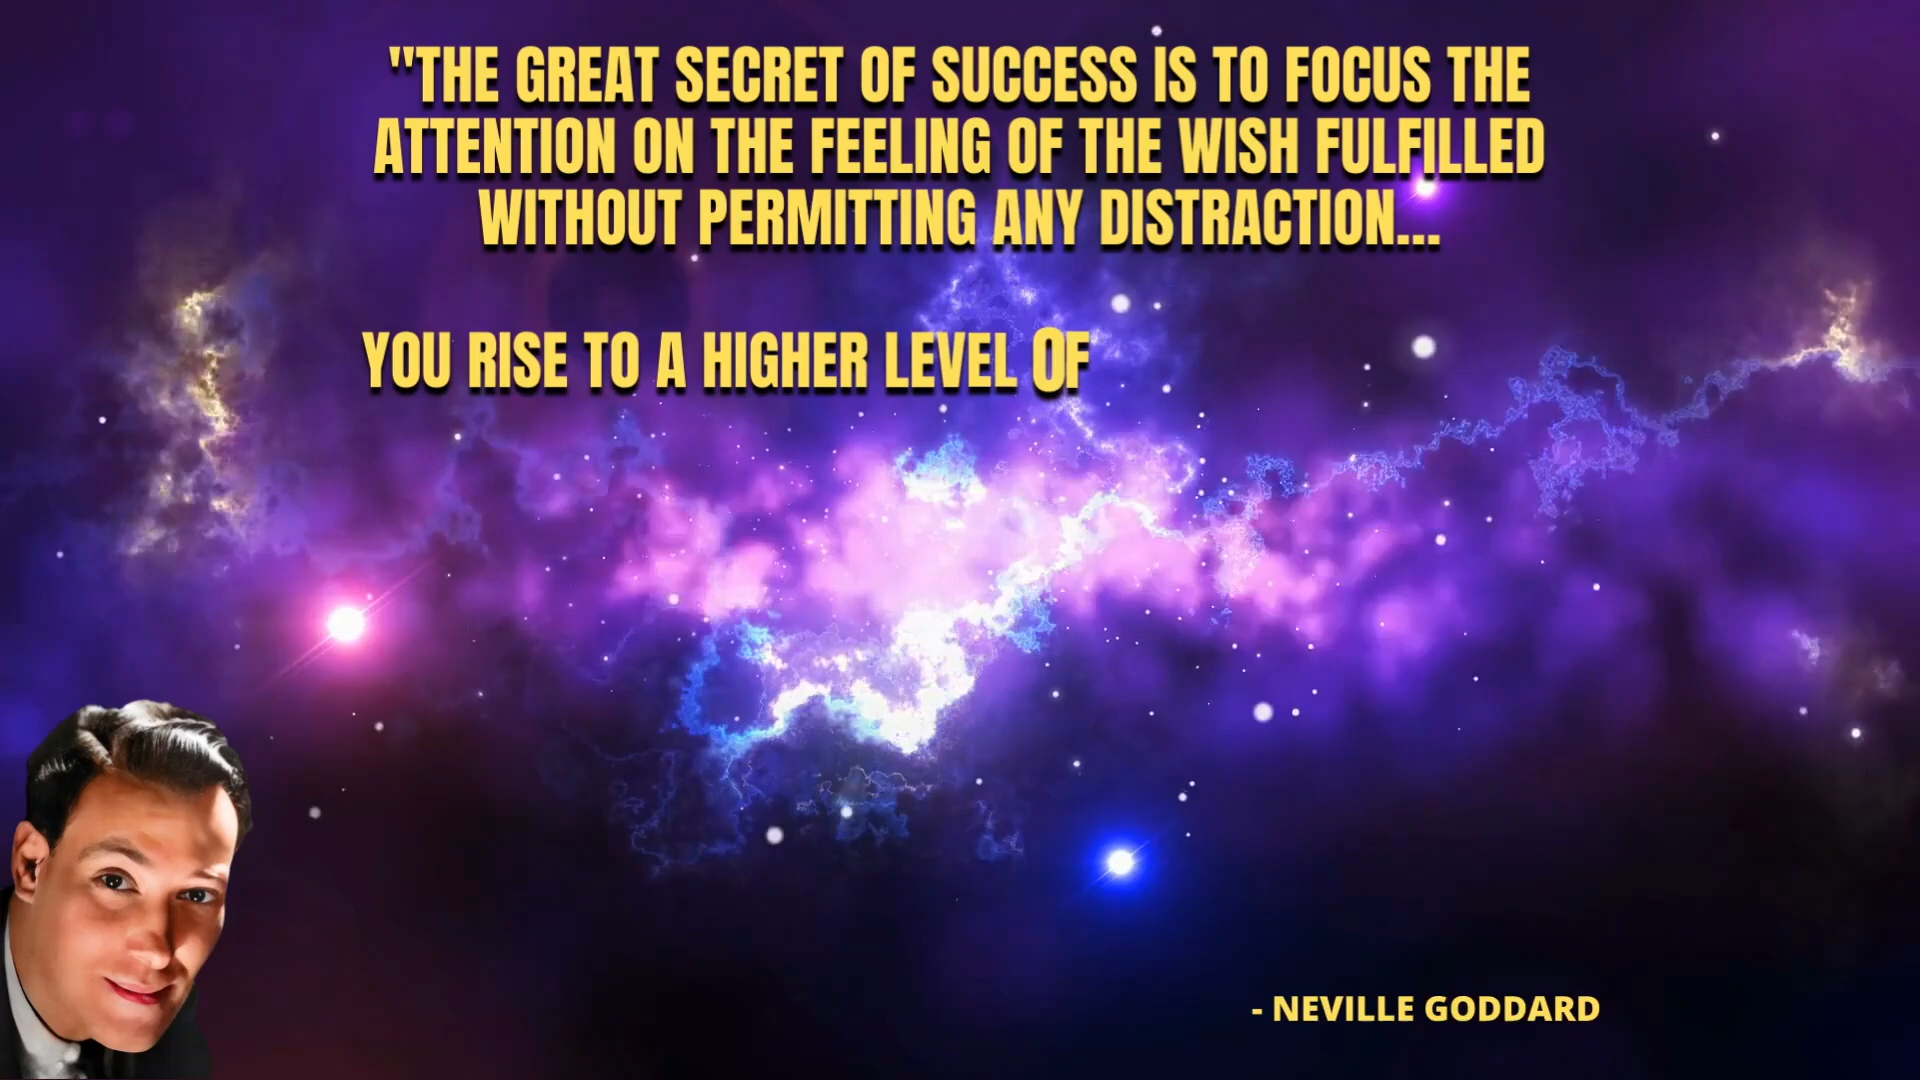 "THE GREAT SECRET OF SUCCESS IS TO FOCUS THE
ATTENTION ON THE FEELING OF THE WISH FULFILLED
WITHOUT PERMITTING ANY DISTRACTION...
YOU RISE TO A HIGHER LEVEL OF
- NEVILLE GODDARD